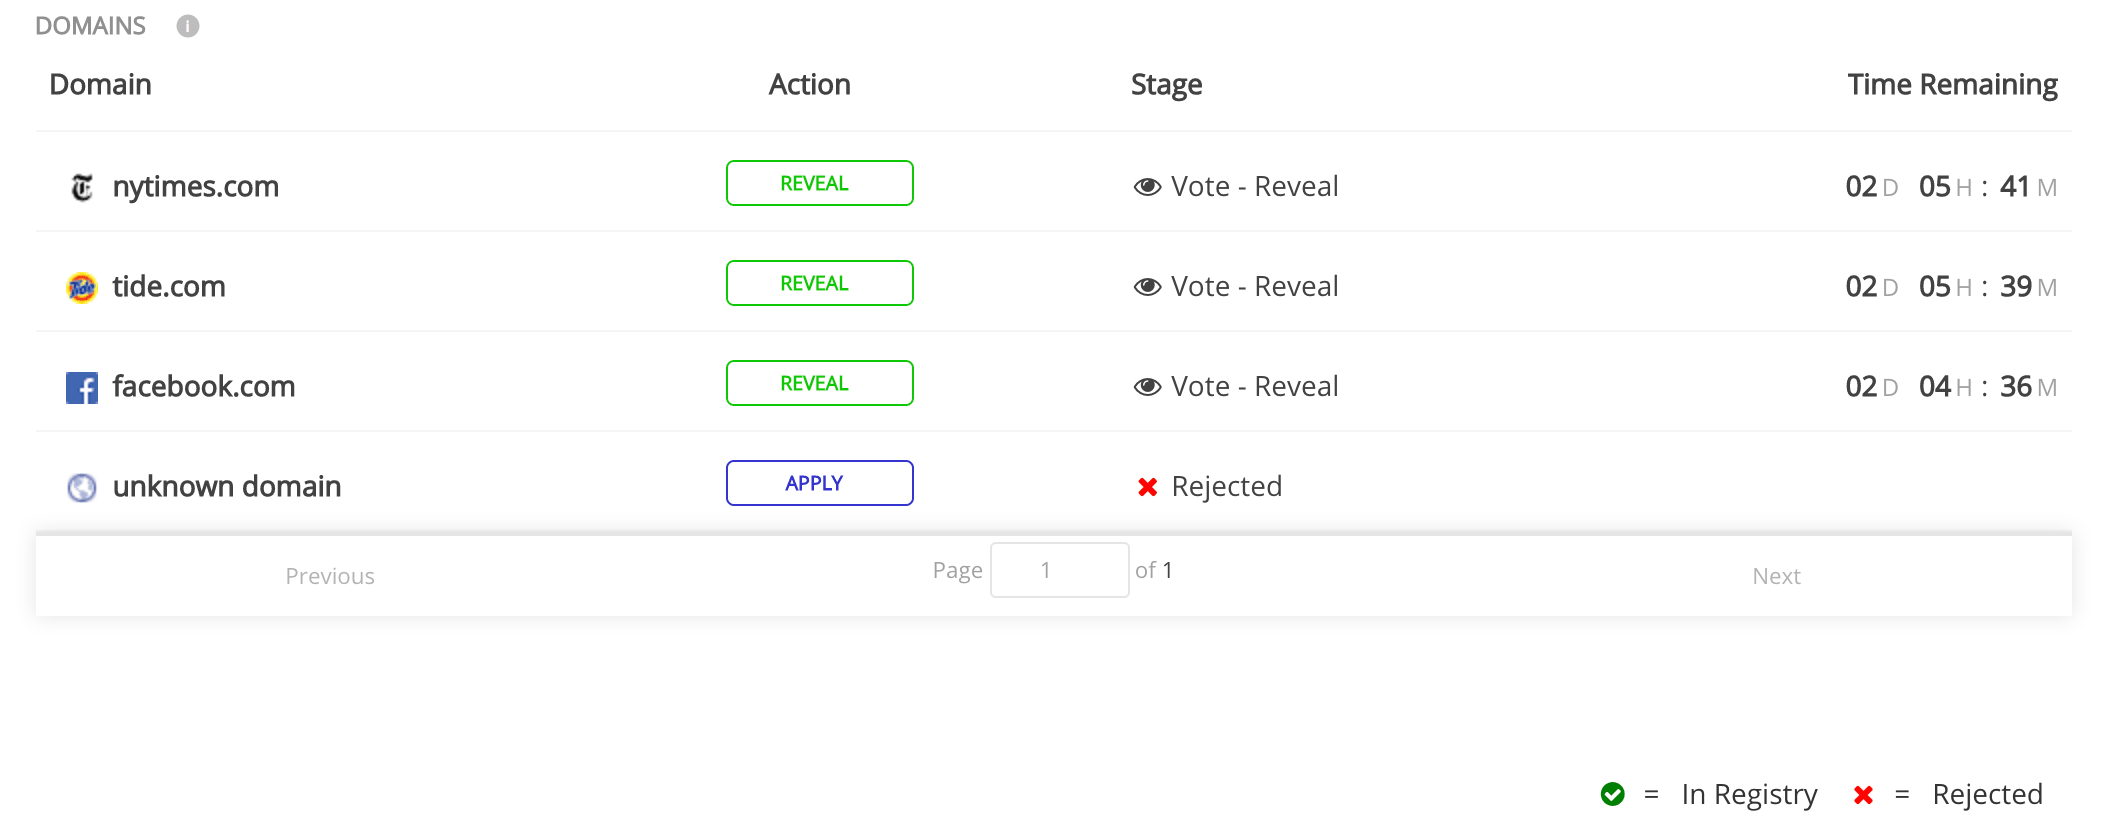 DOMAINS i
Domain Action Stage Time Remaining
nytimes.com REVEAL Vote - Reveal 02 D 05 H : 41 M
Tide tide.com REVEAL Vote - Reveal 02 D 05 H : 39 M
f facebook.com REVEAL Vote - Reveal 02 D 04 H : 36 M
unknown domain APPLY Rejected
Previous Page 1 of 1 Next
= In Registry = Rejected